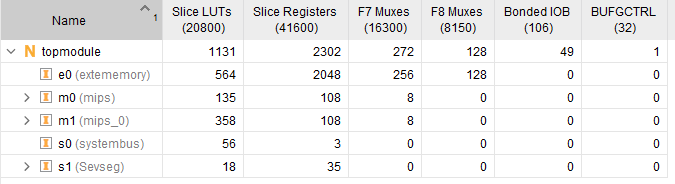 Name 1 Slice LUTs (20800) Slice Registers (41600) F7 Muxes (16300) F8 Muxes (8150) Bonded IOB (106) BUFGCTRL (32)
N topmodule 1131 2302 272 128 49 1
I e0 (extememory) 564 2048 256 128 0 0
I m0 (mips) 135 108 8 0 0 0
I m1 (mips_0) 358 108 8 0 0 0
I s0 (systembus) 56 3 0 0 0 0
I s1 (Sevseg) 18 35 0 0 0 0